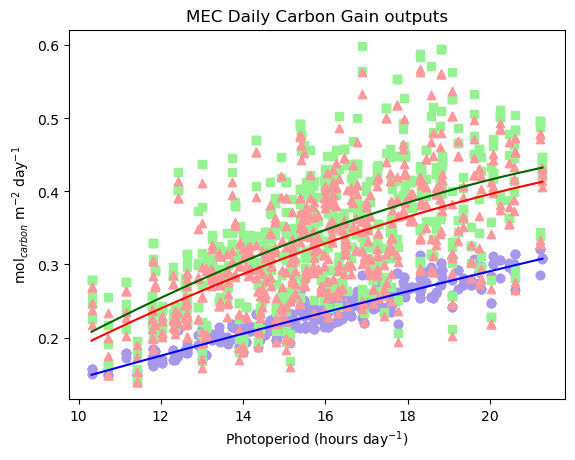 MEC Daily Carbon Gain outputs
0.6
0.5
0.4
0.3
0.2
mol_{carbon} m^{-2} day^{-1}
10 12 14 16 18 20
Photoperiod (hours day^{-1})